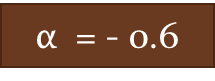 α = - 0.6